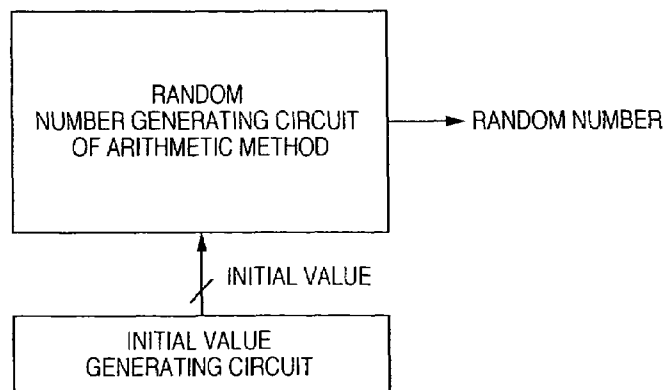 RANDOM
NUMBER GENERATING CIRCUIT
OF ARITHMETIC METHOD
RANDOM NUMBER
INITIAL VALUE
INITIAL VALUE
GENERATING CIRCUIT